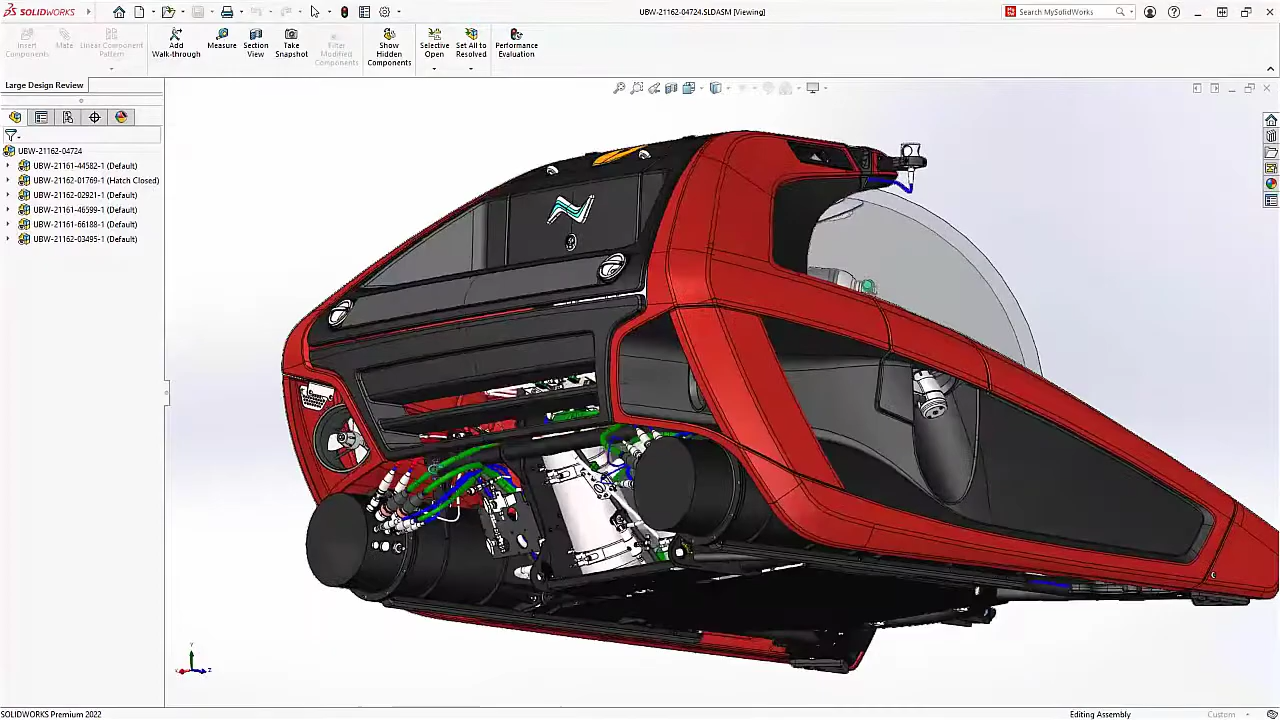 SOLIDWORKS
UBW-21162-04724.SLDASM [Viewing]
Search MySolidWorks
Insert Components
Mate
Linear Component Pattern
Add Walk-through
Measure
Section View
Take Snapshot
Filter Modified Components
Show Hidden Components
Selective Open
Set All to Resolved
Performance Evaluation
Large Design Review
UBW-21162-04724
UBW-21161-44582-1 (Default)
UBW-21162-01769-1 (Hatch Closed)
UBW-21162-02921-1 (Default)
UBW-21161-46599-1 (Default)
UBW-21161-66188-1 (Default)
UBW-21162-03495-1 (Default)
SOLIDWORKS Premium 2022
Editing Assembly
Custom